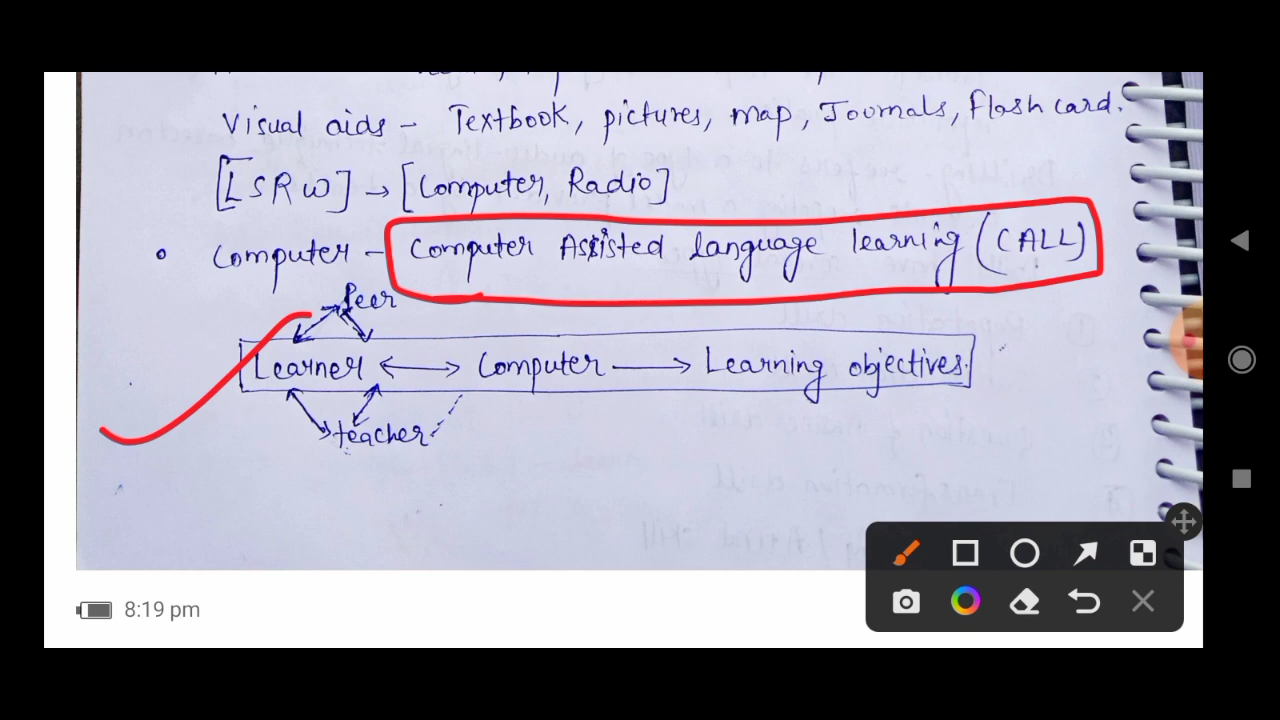 Visual aids - Textbook, pictures, map, Journals, Flash card.
[LSRW] → [Computer, Radio]
• Computer - Computer Assisted language learning (CALL)
Peer
Learner ↔ Computer → Learning objectives.
teacher
8:19 pm